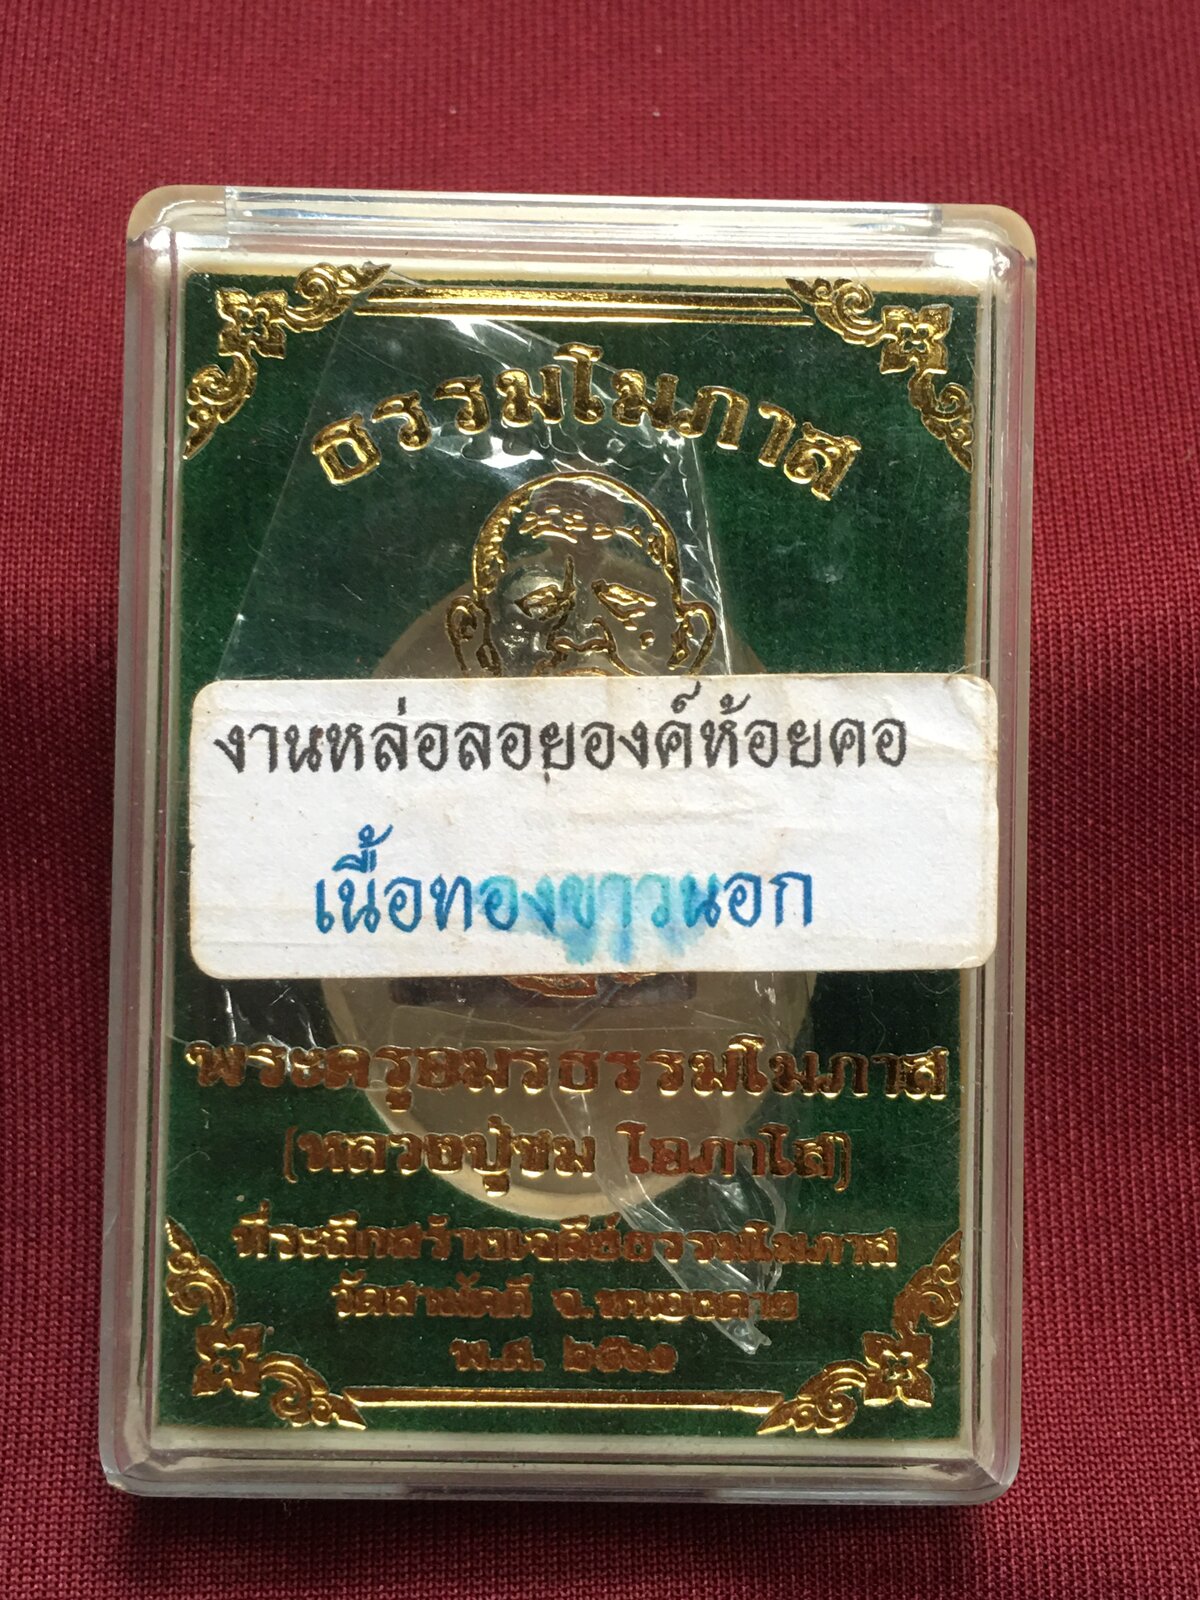 ธรรมโมภาส
งานหล่อลอยองค์ห้อยคอ
เนื้อทองขาวนอก
พระครูอมรธรรมโมภาส
(หลวงปู่ชม โอภาโส)
ที่ระลึกสร้างเจดีย์ธรรมโมภาส
วัดสามัคคี จ.หนองคาย
พ.ศ. ๒๕๖๑